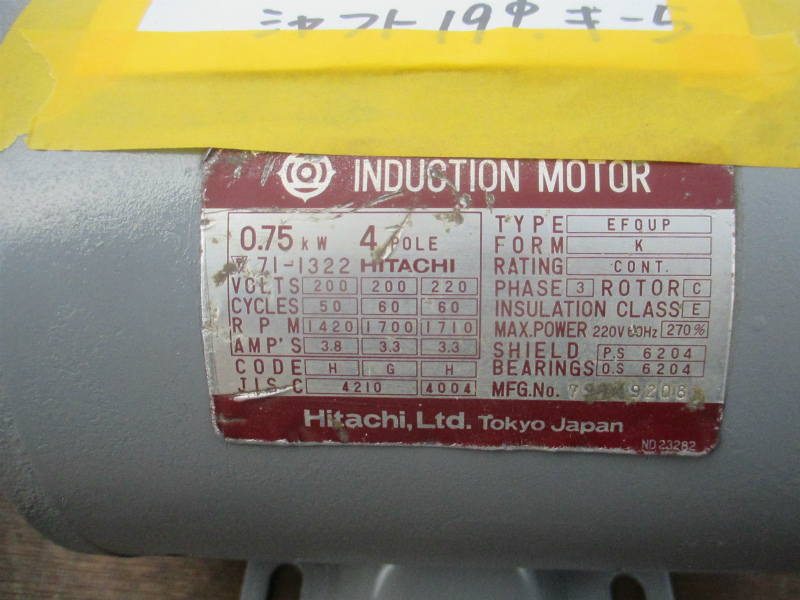 シャフト19φ.キー5
INDUCTION MOTOR
0.75 kW 4 POLE
71-1322 HITACHI
VOLTS 200 200 220
CYCLES 50 60 60
RPM 1420 1700 1710
AMP'S 3.8 3.3 3.3
CODE H G H
JIS-C 4210 4004
TYPE EFOUP
FORM K
RATING CONT.
PHASE 3 ROTOR C
INSULATION CLASS E
MAX.POWER 220V 60Hz 270%
SHIELD P.S 6204
BEARINGS O.S 6204
MFG.No.
Hitachi, Ltd. Tokyo Japan
ND 23282